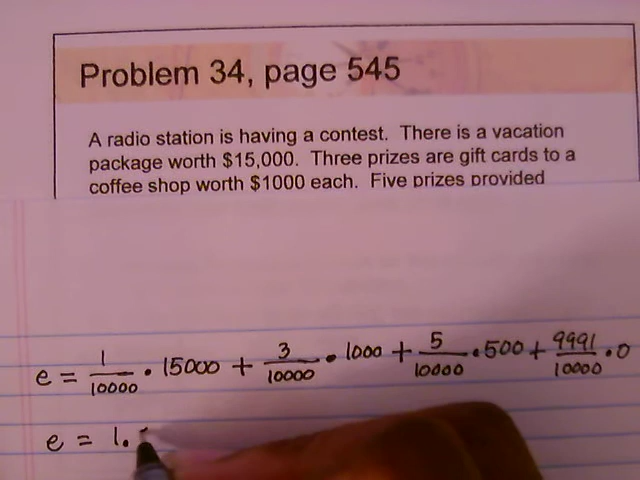 Problem 34, page 545
A radio station is having a contest. There is a vacation
package worth $15,000. Three prizes are gift cards to a
coffee shop worth $1000 each. Five prizes provided
e = 1/10000 • 15000 + 3/10000 • 1000 + 5/10000 • 500 + 9991/10000 • 0
e = 1.